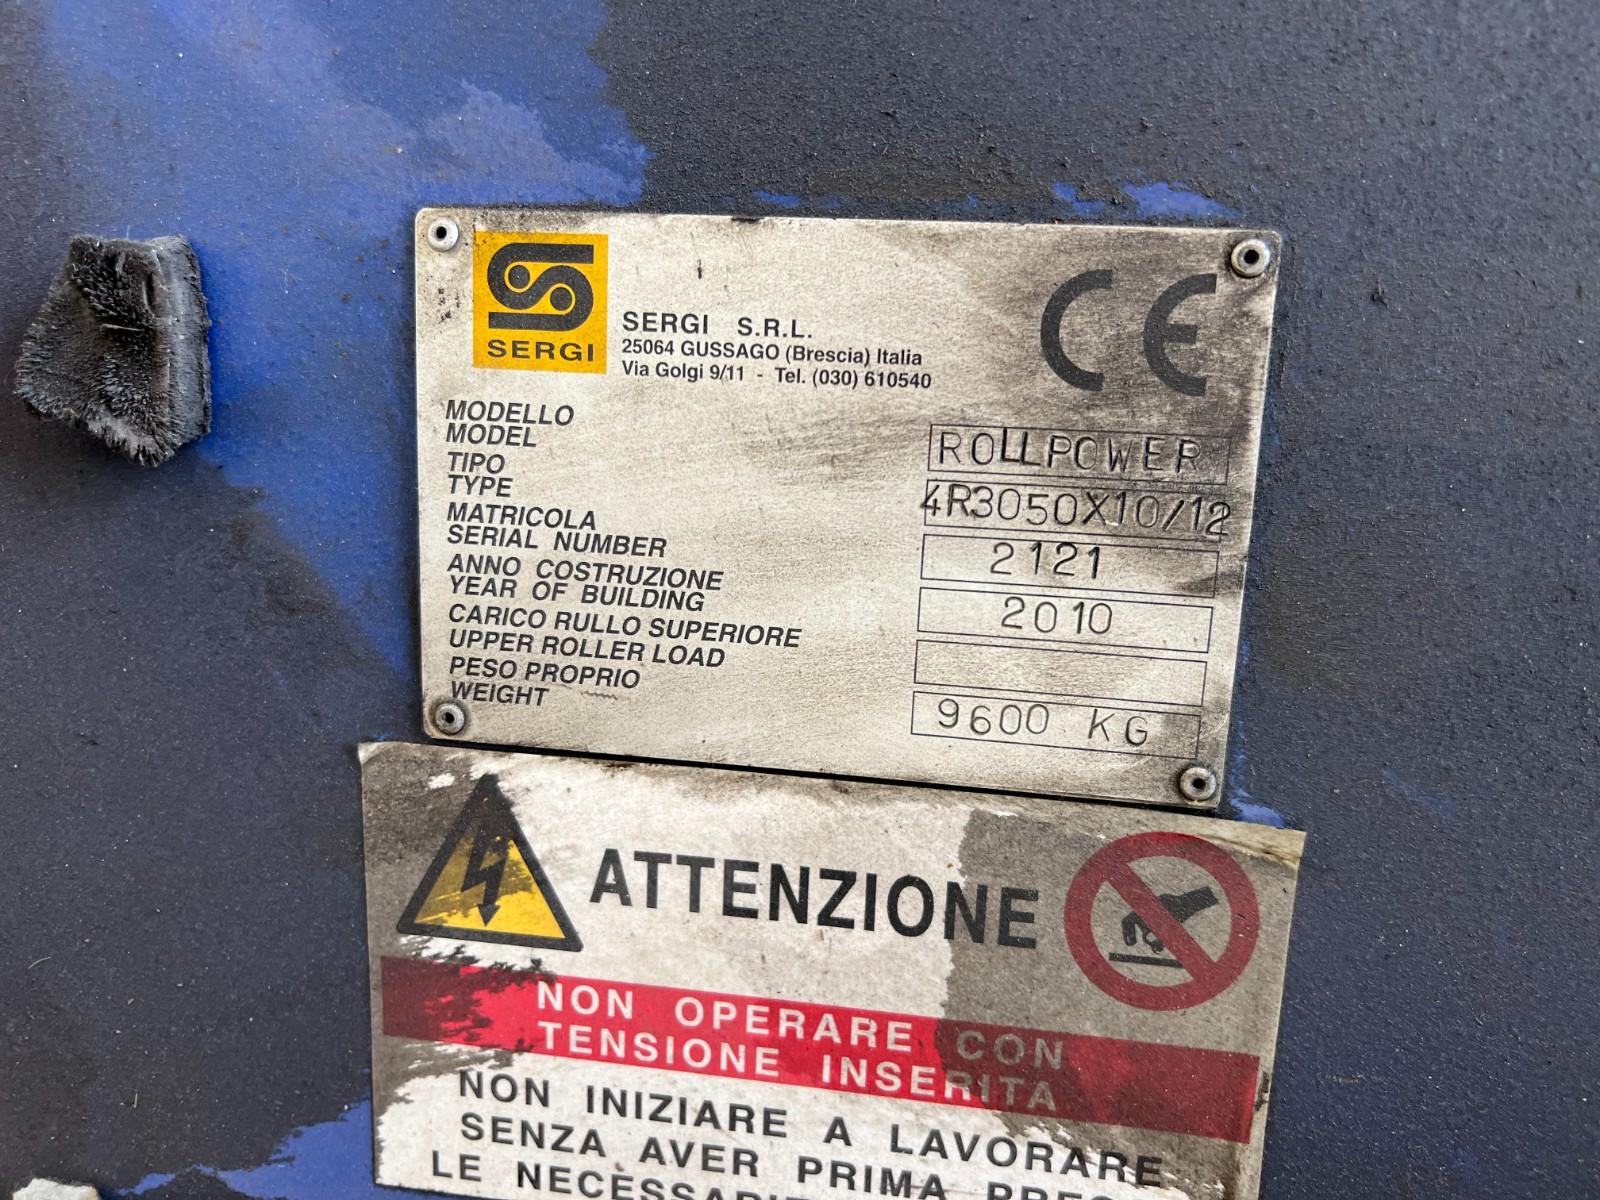 SERGI
SERGI S.R.L.
25064 GUSSAGO (Brescia) Italia
Via Golgi 9/11 - Tel. (030) 610540
CE
MODELLO
MODEL
ROLLPOWER
TIPO
TYPE
4R3050X10/12
MATRICOLA
SERIAL NUMBER
2121
ANNO COSTRUZIONE
YEAR OF BUILDING
2010
CARICO RULLO SUPERIORE
UPPER ROLLER LOAD
PESO PROPRIO
WEIGHT
9600 KG
ATTENZIONE
NON OPERARE CON
TENSIONE INSERITA
NON INIZIARE A LAVORARE
SENZA AVER PRIMA
LE